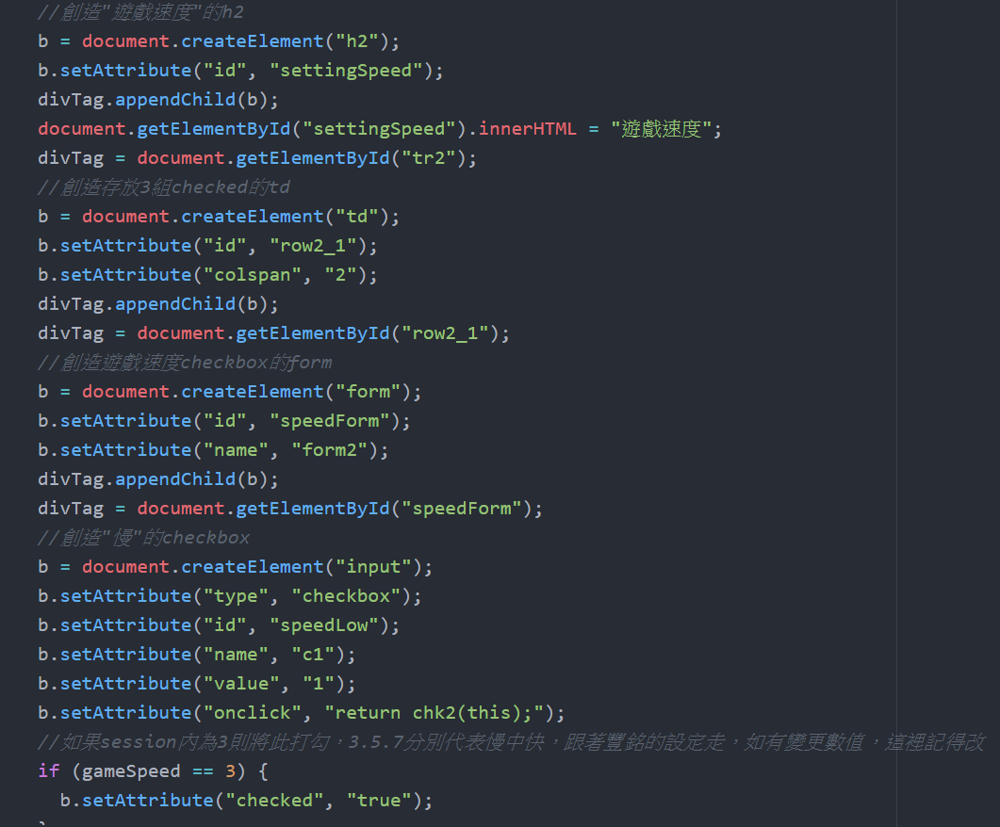 //創造"遊戲速度"的h2
b = document.createElement("h2");
b.setAttribute("id", "settingSpeed");
divTag.appendChild(b);
document.getElementById("settingSpeed").innerHTML = "遊戲速度";
divTag = document.getElementById("tr2");
//創造存放3組checked的td
b = document.createElement("td");
b.setAttribute("id", "row2_1");
b.setAttribute("colspan", "2");
divTag.appendChild(b);
divTag = document.getElementById("row2_1");
//創造遊戲速度checkbox的form
b = document.createElement("form");
b.setAttribute("id", "speedForm");
b.setAttribute("name", "form2");
divTag.appendChild(b);
divTag = document.getElementById("speedForm");
//創造"慢"的checkbox
b = document.createElement("input");
b.setAttribute("type", "checkbox");
b.setAttribute("id", "speedLow");
b.setAttribute("name", "c1");
b.setAttribute("value", "1");
b.setAttribute("onclick", "return chk2(this);");
//如果session內為3則將此打勾，3.5.7分別代表慢中快，跟著豐銘的設定走，如有變更數值，這裡記得改
if (gameSpeed == 3) {
b.setAttribute("checked", "true");